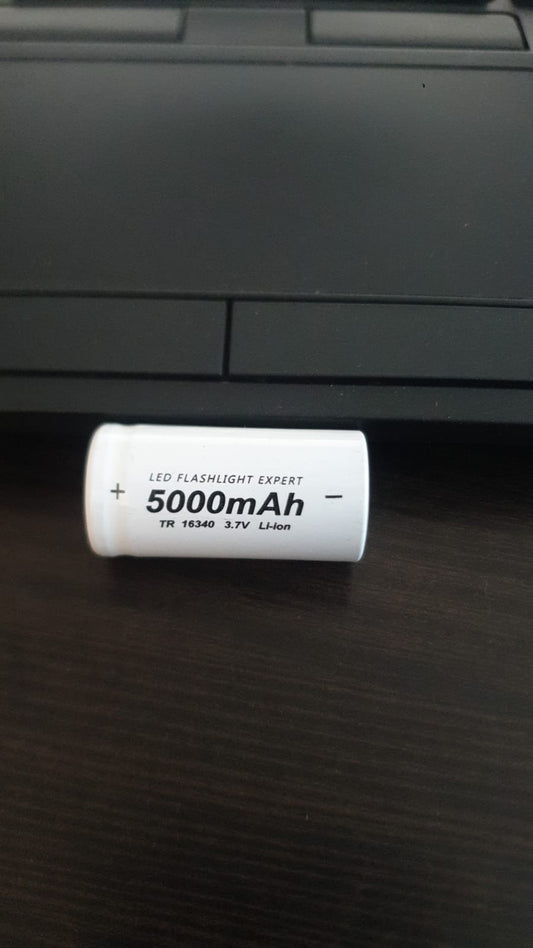 LED FLASHLIGHT EXPERT
+ 5000mAh −
TR 16340 3.7V Li-ion